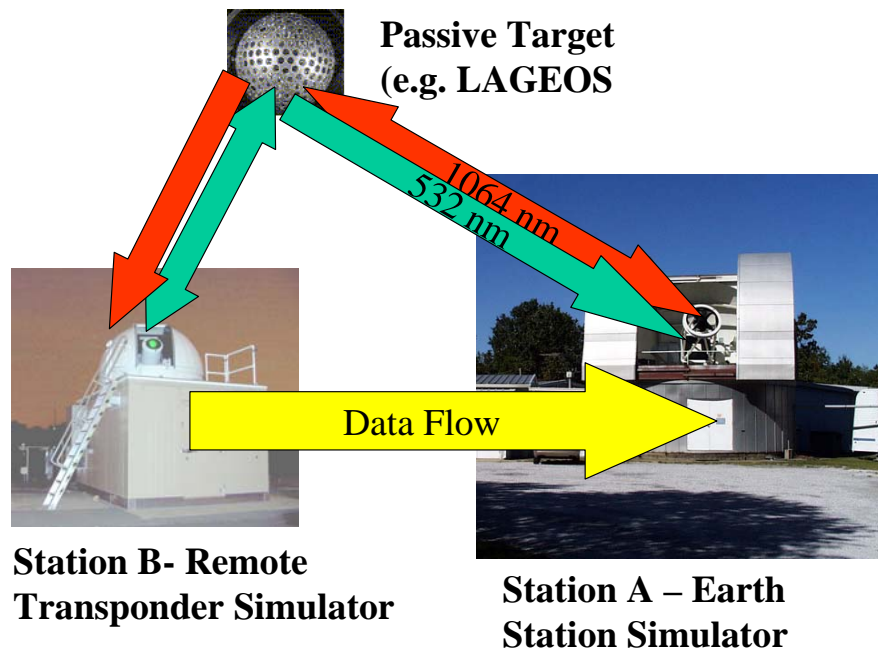 Passive Target
(e.g. LAGEOS
1064 nm
532 nm
Data Flow
Station B- Remote
Transponder Simulator
Station A – Earth
Station Simulator